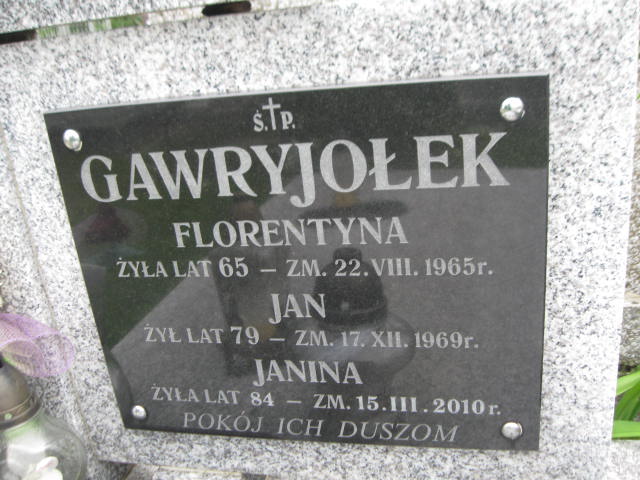 Ś.†P.
GAWRYJOŁEK
FLORENTYNA
ŻYŁA LAT 65 – ZM. 22.VIII.1965r.
JAN
ŻYŁ LAT 79 – ZM. 17.XII.1969r.
JANINA
ŻYŁA LAT 84 – ZM. 15.III.2010r.
POKÓJ ICH DUSZOM